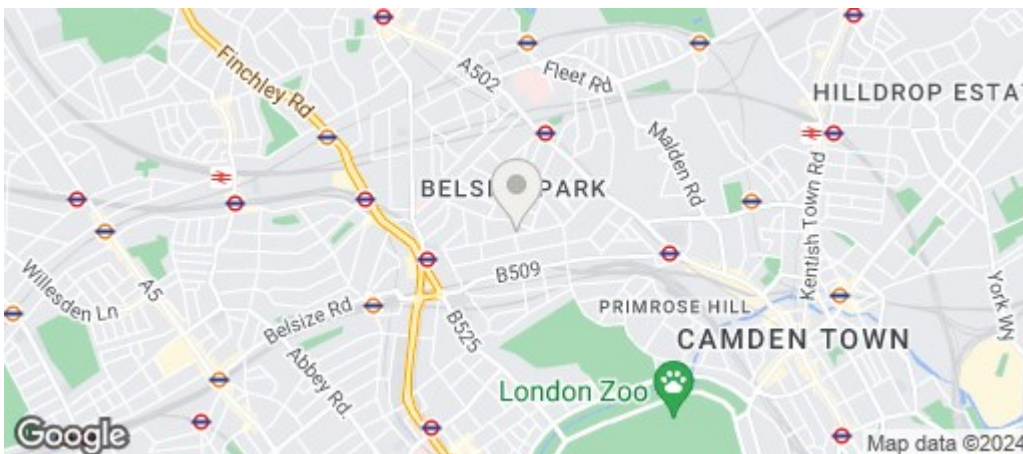 A502
Fleet Rd
Finchley Rd
HILLDROP ESTAT
Malden Rd
Kentish Town Rd
BELSIZE PARK
Willesden Ln
A5
B509
York Wy
Belsize Rd
B525
PRIMROSE HILL
CAMDEN TOWN
Abbey Rd.
London Zoo
Google
Map data ©2024